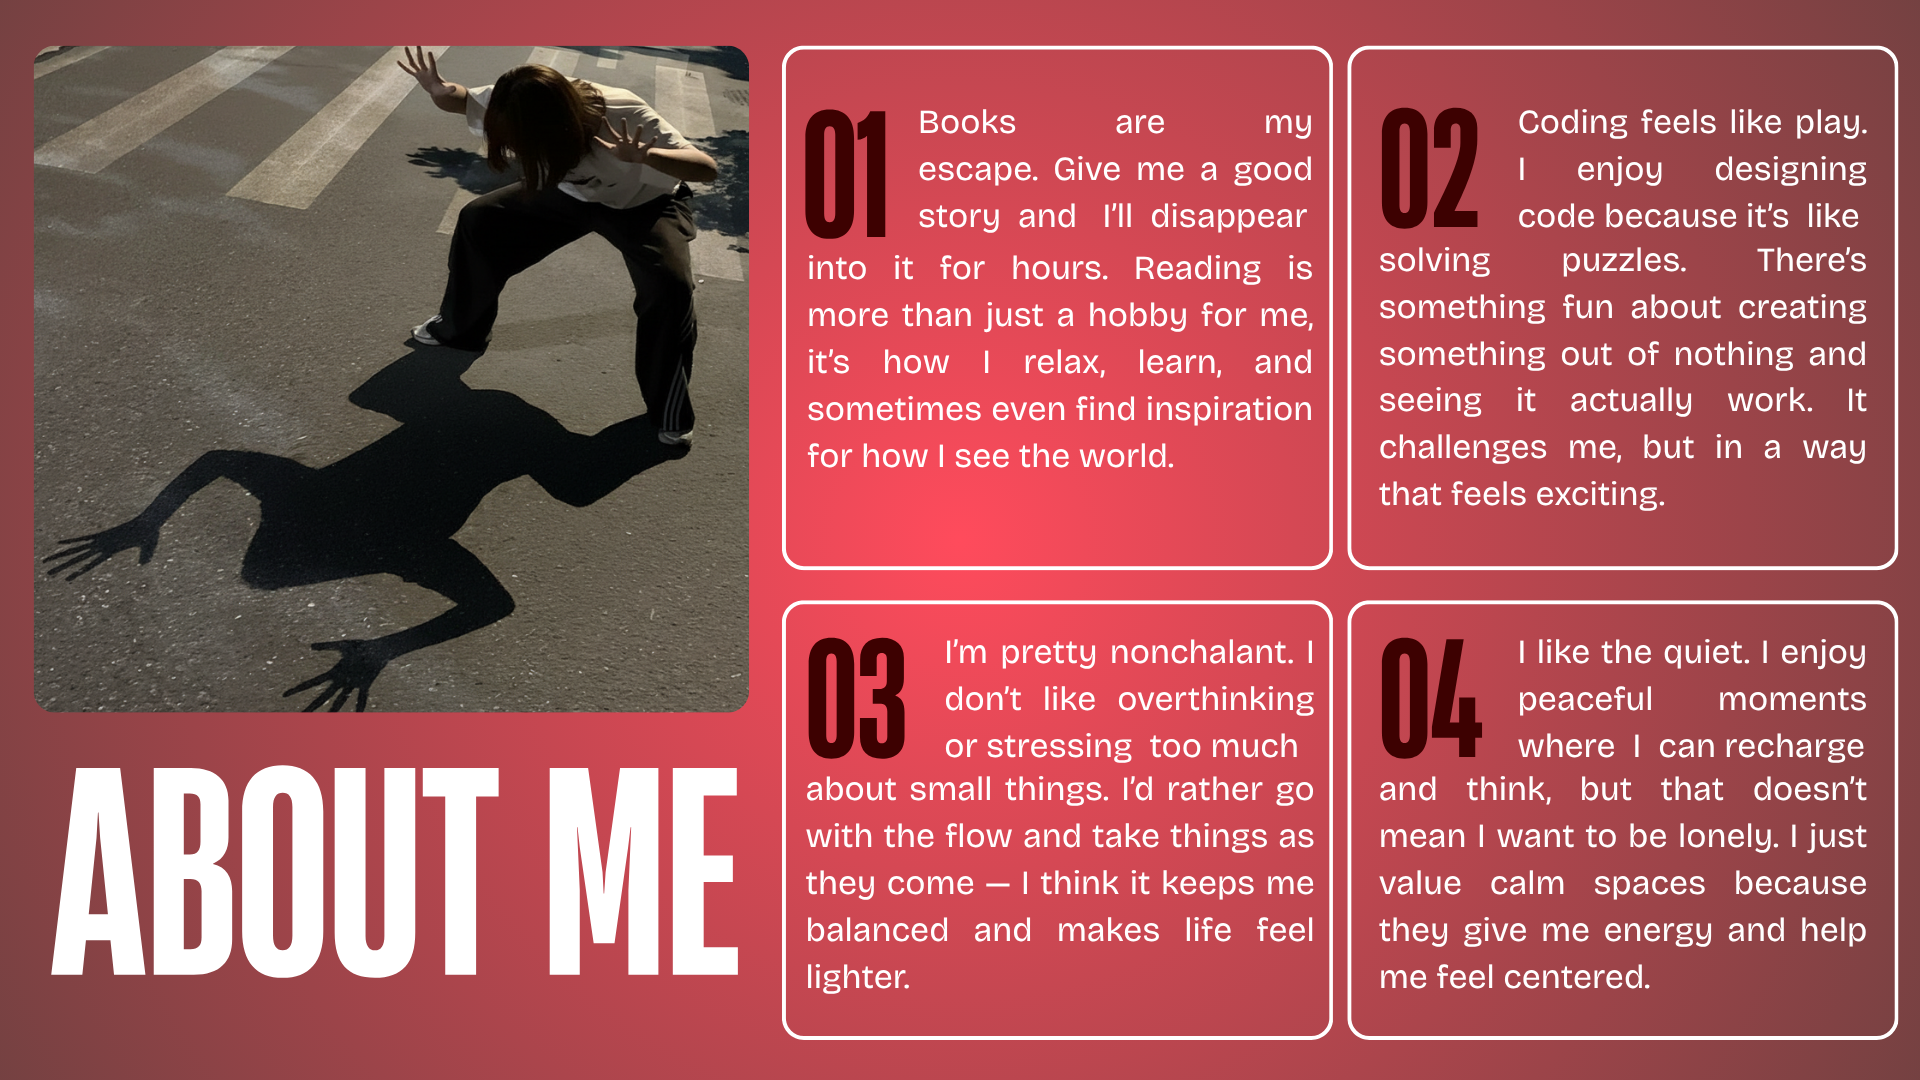 ABOUT ME
01
Books are my
escape. Give me a good
story and I’ll disappear
into it for hours. Reading is
more than just a hobby for me,
it’s how I relax, learn, and
sometimes even find inspiration
for how I see the world.
02
Coding feels like play.
I enjoy designing
code because it’s like
solving puzzles. There’s
something fun about creating
something out of nothing and
seeing it actually work. It
challenges me, but in a way
that feels exciting.
03
I’m pretty nonchalant. I
don’t like overthinking
or stressing too much
about small things. I’d rather go
with the flow and take things as
they come — I think it keeps me
balanced and makes life feel
lighter.
04
I like the quiet. I enjoy
peaceful moments
where I can recharge
and think, but that doesn’t
mean I want to be lonely. I just
value calm spaces because
they give me energy and help
me feel centered.